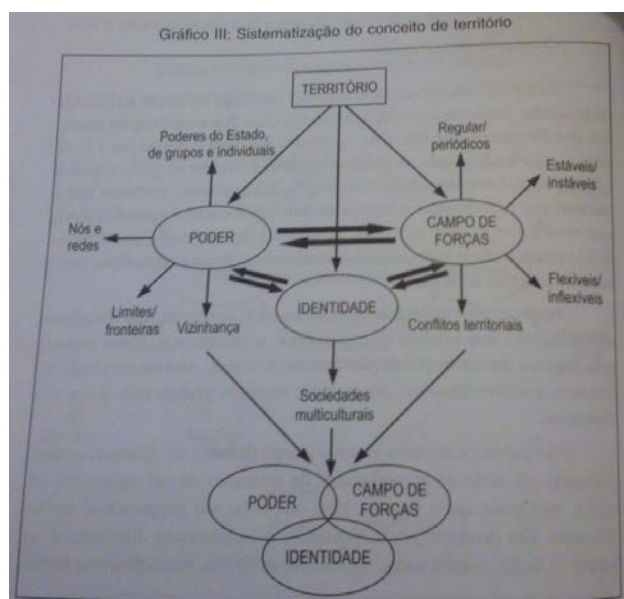 Gráfico III: Sistematização do conceito de território
TERRITÓRIO
Poderes do Estado,
de grupos e individuais
Regular/
periódicos
Estáveis/
instáveis
Nós e
redes
PODER
CAMPO DE
FORÇAS
IDENTIDADE
Limites/
fronteiras
Vizinhança
Conflitos territoriais
Flexíveis/
inflexíveis
Sociedades
multiculturais
PODER
CAMPO DE
FORÇAS
IDENTIDADE